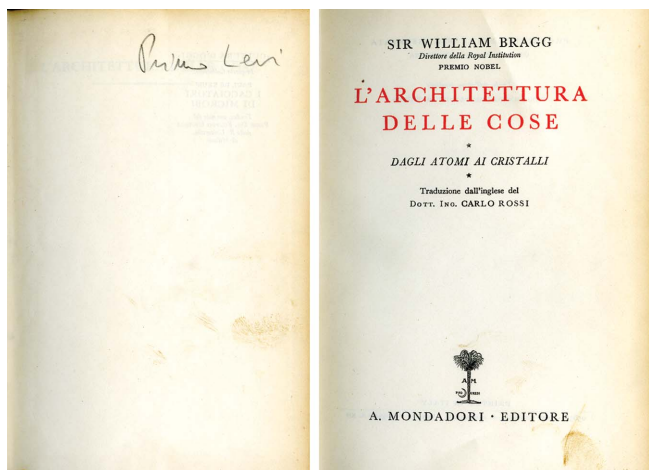 Primo Levi
SIR WILLIAM BRAGG
Direttore della Royal Institution
PREMIO NOBEL
L'ARCHITETTURA
DELLE COSE
*
DAGLI ATOMI AI CRISTALLI
*
Traduzione dall'inglese del
DOTT. ING. CARLO ROSSI
A. MONDADORI · EDITORE